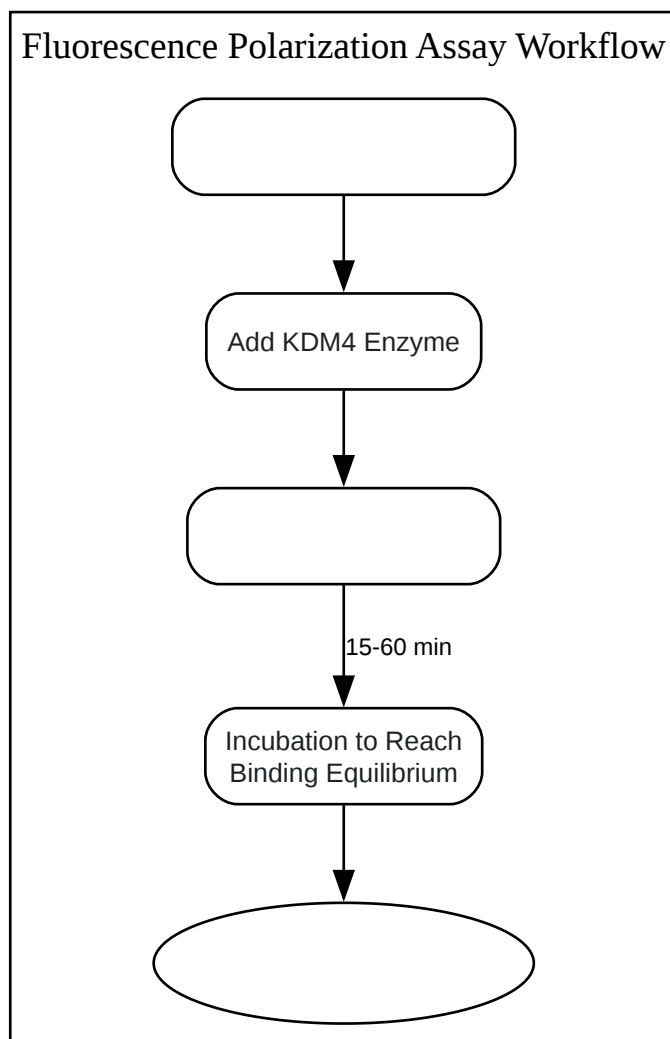 Fluorescence Polarization Assay Workflow
Add KDM4 Enzyme
15-60 min
Incubation to Reach
Binding Equilibrium